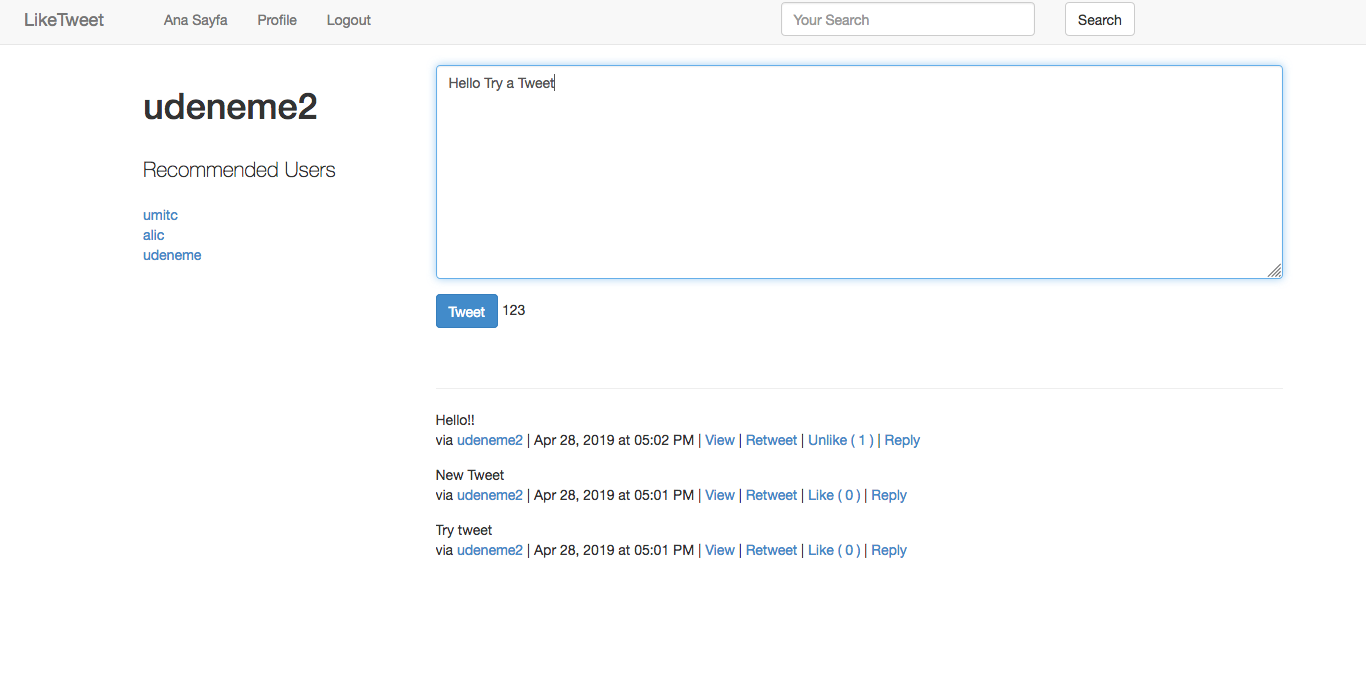 LikeTweet Ana Sayfa Profile Logout Your Search Search
udeneme2
Recommended Users
umitc
alic
udeneme
Hello Try a Tweet
Tweet 123
Hello!!
via udeneme2 | Apr 28, 2019 at 05:02 PM | View | Retweet | Unlike ( 1 ) | Reply
New Tweet
via udeneme2 | Apr 28, 2019 at 05:01 PM | View | Retweet | Like ( 0 ) | Reply
Try tweet
via udeneme2 | Apr 28, 2019 at 05:01 PM | View | Retweet | Like ( 0 ) | Reply